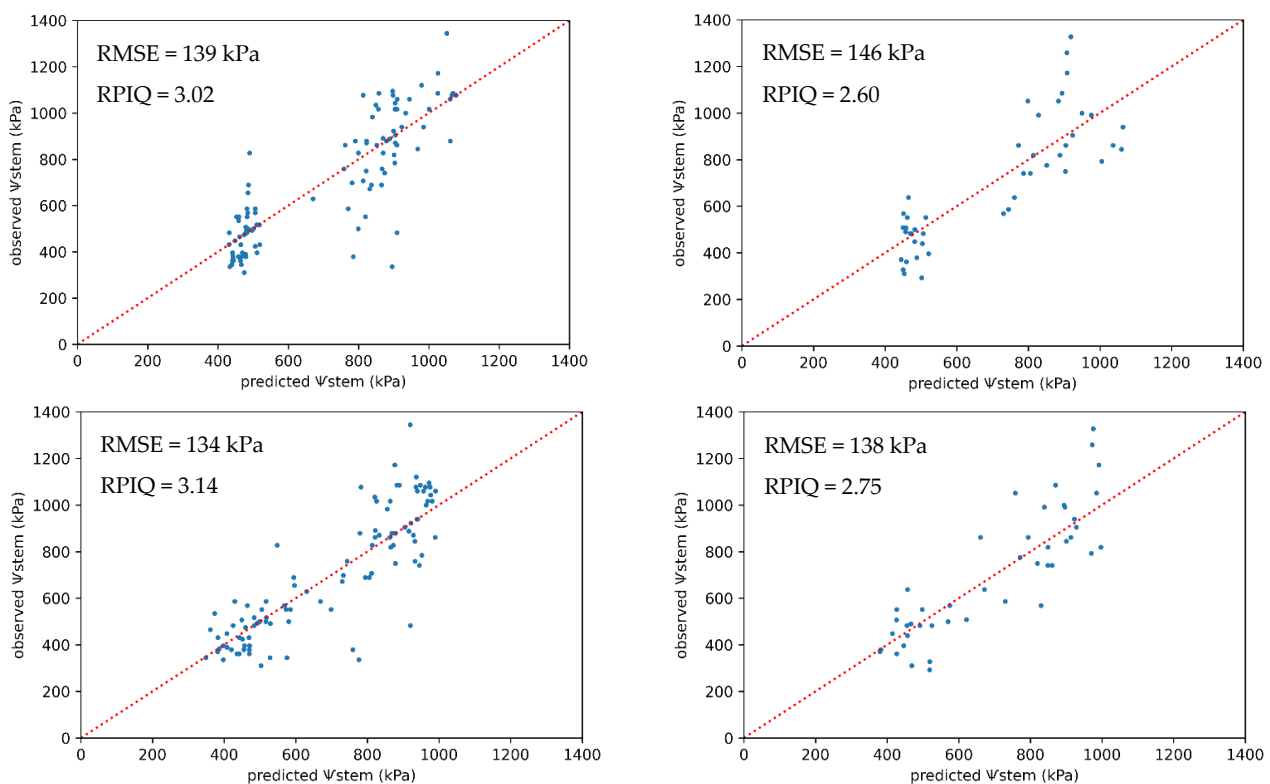 1400
1200
1000
800
600
400
200
0
observed Ψstem (kPa)
RMSE = 139 kPa
RPIQ = 3.02
0 200 400 600 800 1000 1200 1400
predicted Ψstem (kPa)
1400
1200
1000
800
600
400
200
0
observed Ψstem (kPa)
RMSE = 146 kPa
RPIQ = 2.60
0 200 400 600 800 1000 1200 1400
predicted Ψstem (kPa)
1400
1200
1000
800
600
400
200
0
observed Ψstem (kPa)
RMSE = 134 kPa
RPIQ = 3.14
0 200 400 600 800 1000 1200 1400
predicted Ψstem (kPa)
1400
1200
1000
800
600
400
200
0
observed Ψstem (kPa)
RMSE = 138 kPa
RPIQ = 2.75
0 200 400 600 800 1000 1200 1400
predicted Ψstem (kPa)